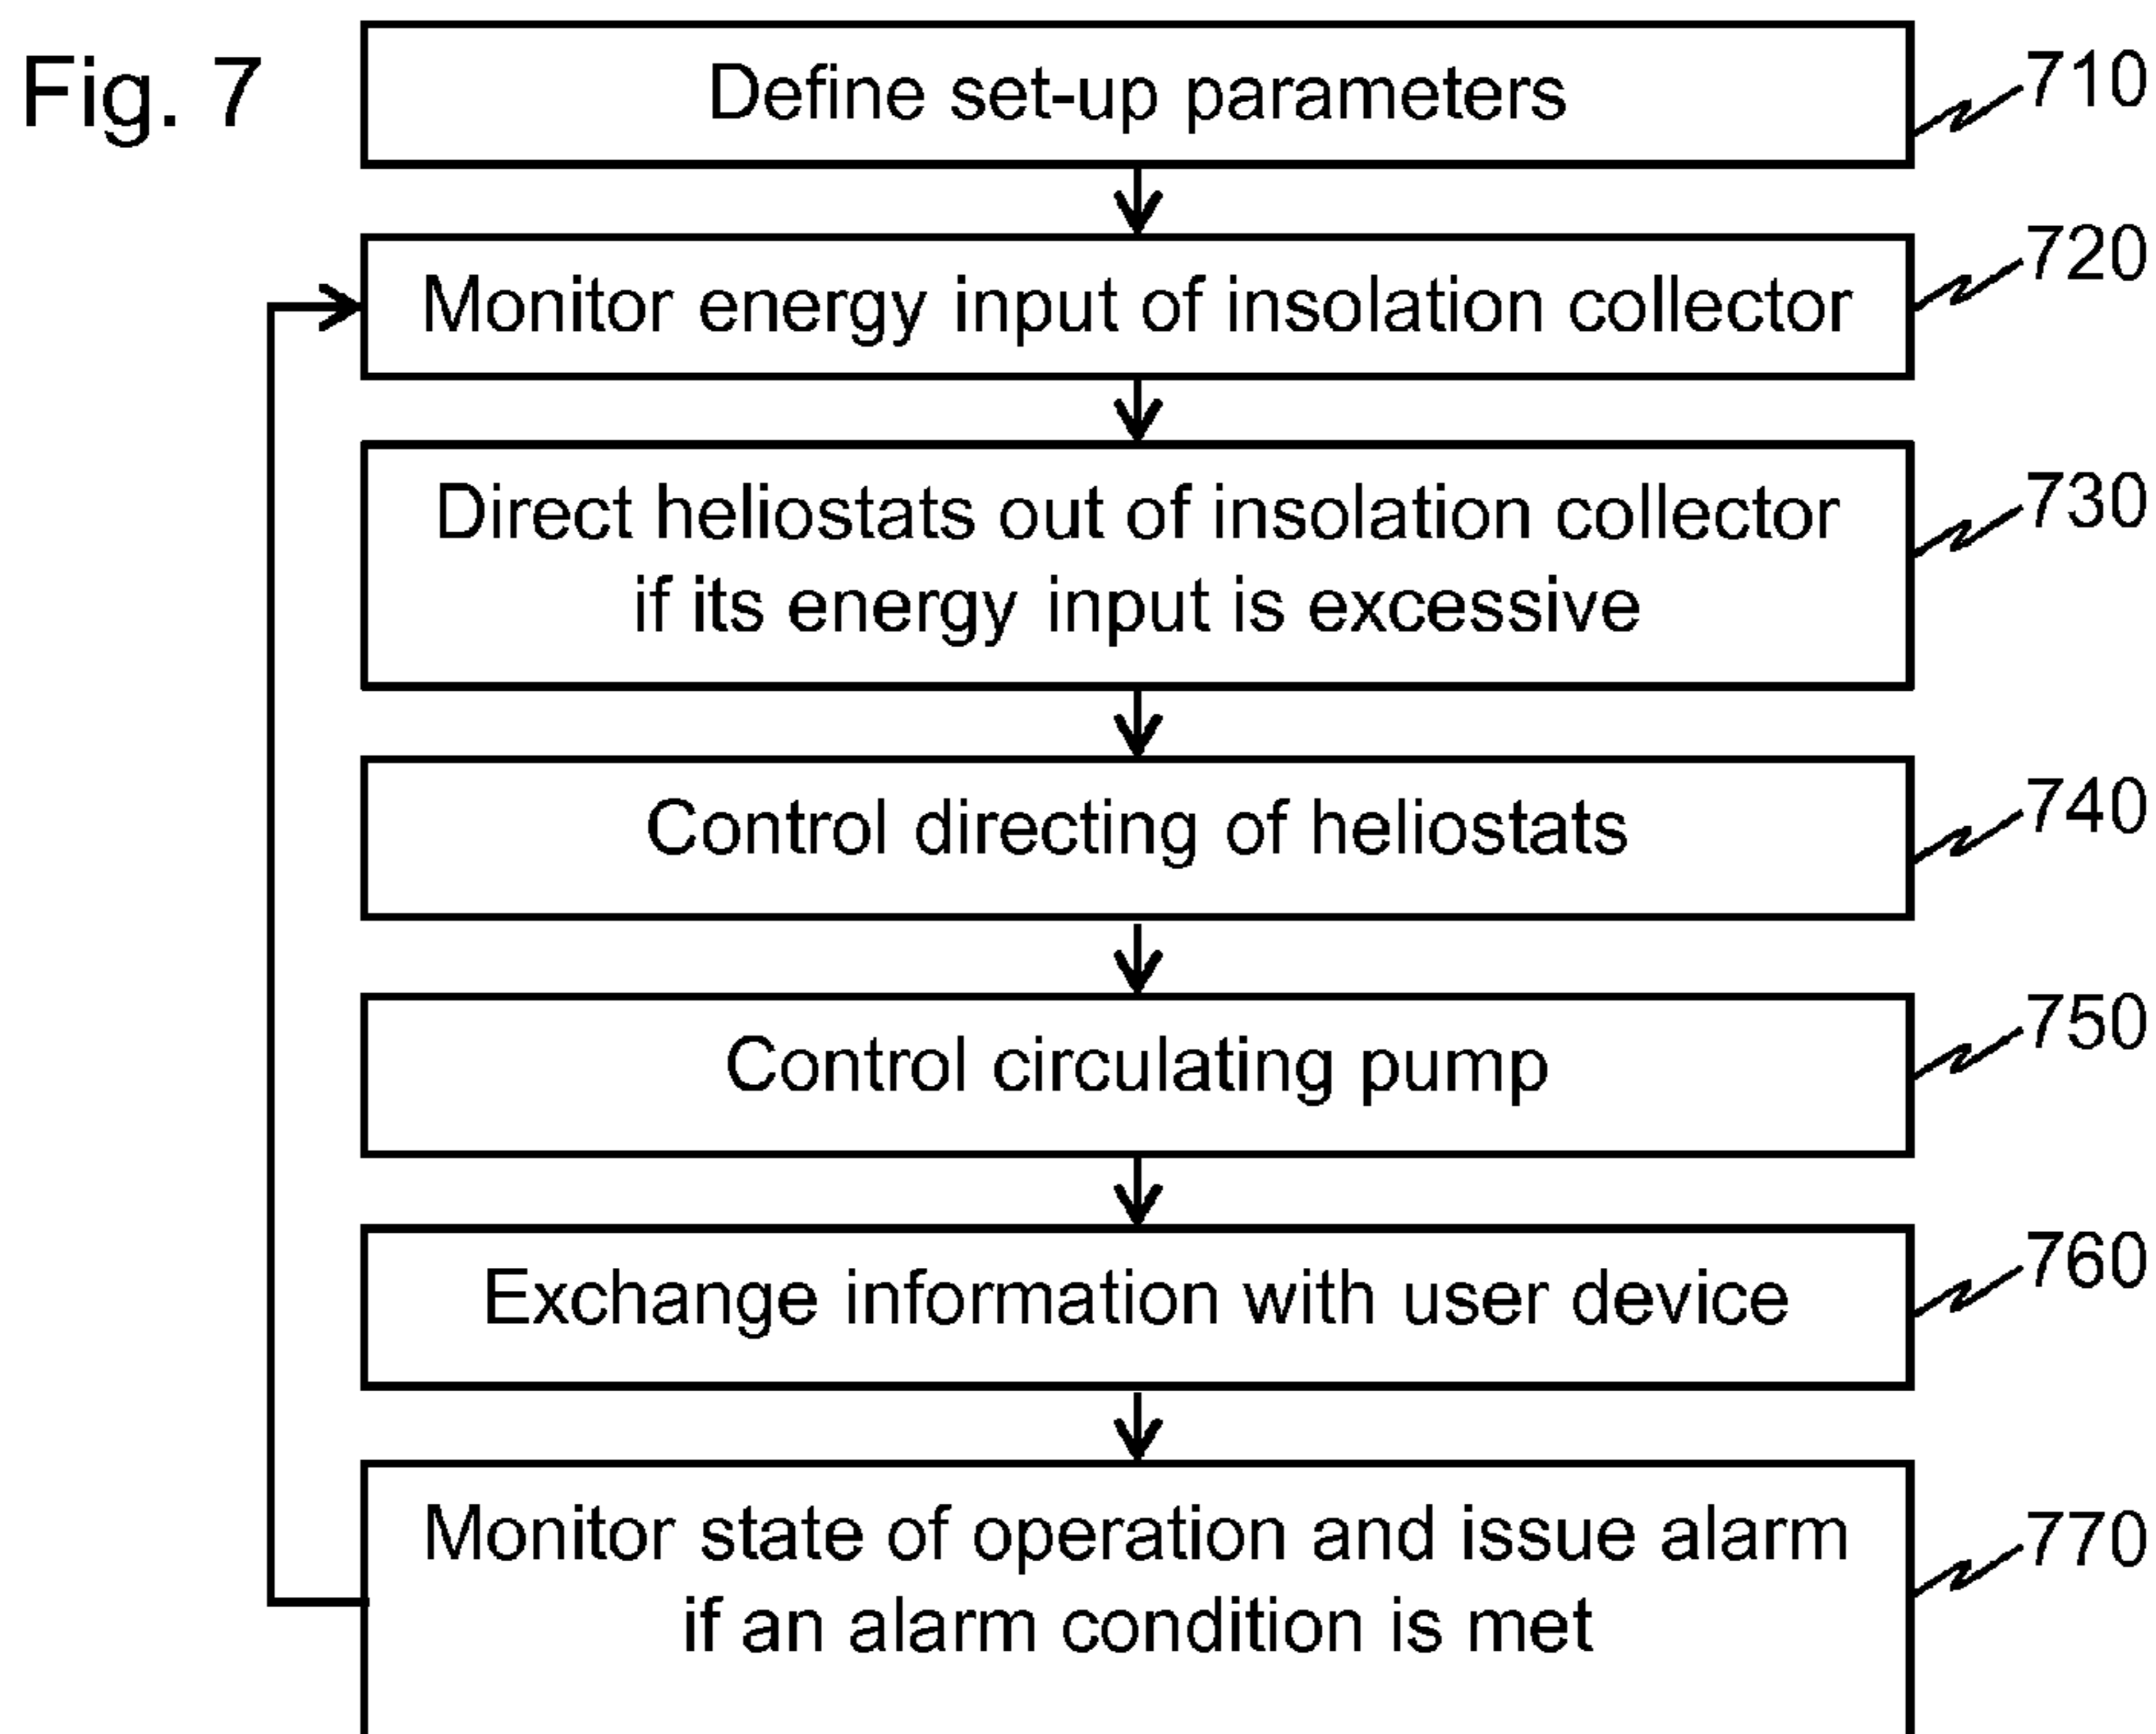 Fig. 7
Define set-up parameters
710
Monitor energy input of insolation collector
720
Direct heliostats out of insolation collector
if its energy input is excessive
730
Control directing of heliostats
740
Control circulating pump
750
Exchange information with user device
760
Monitor state of operation and issue alarm
if an alarm condition is met
770